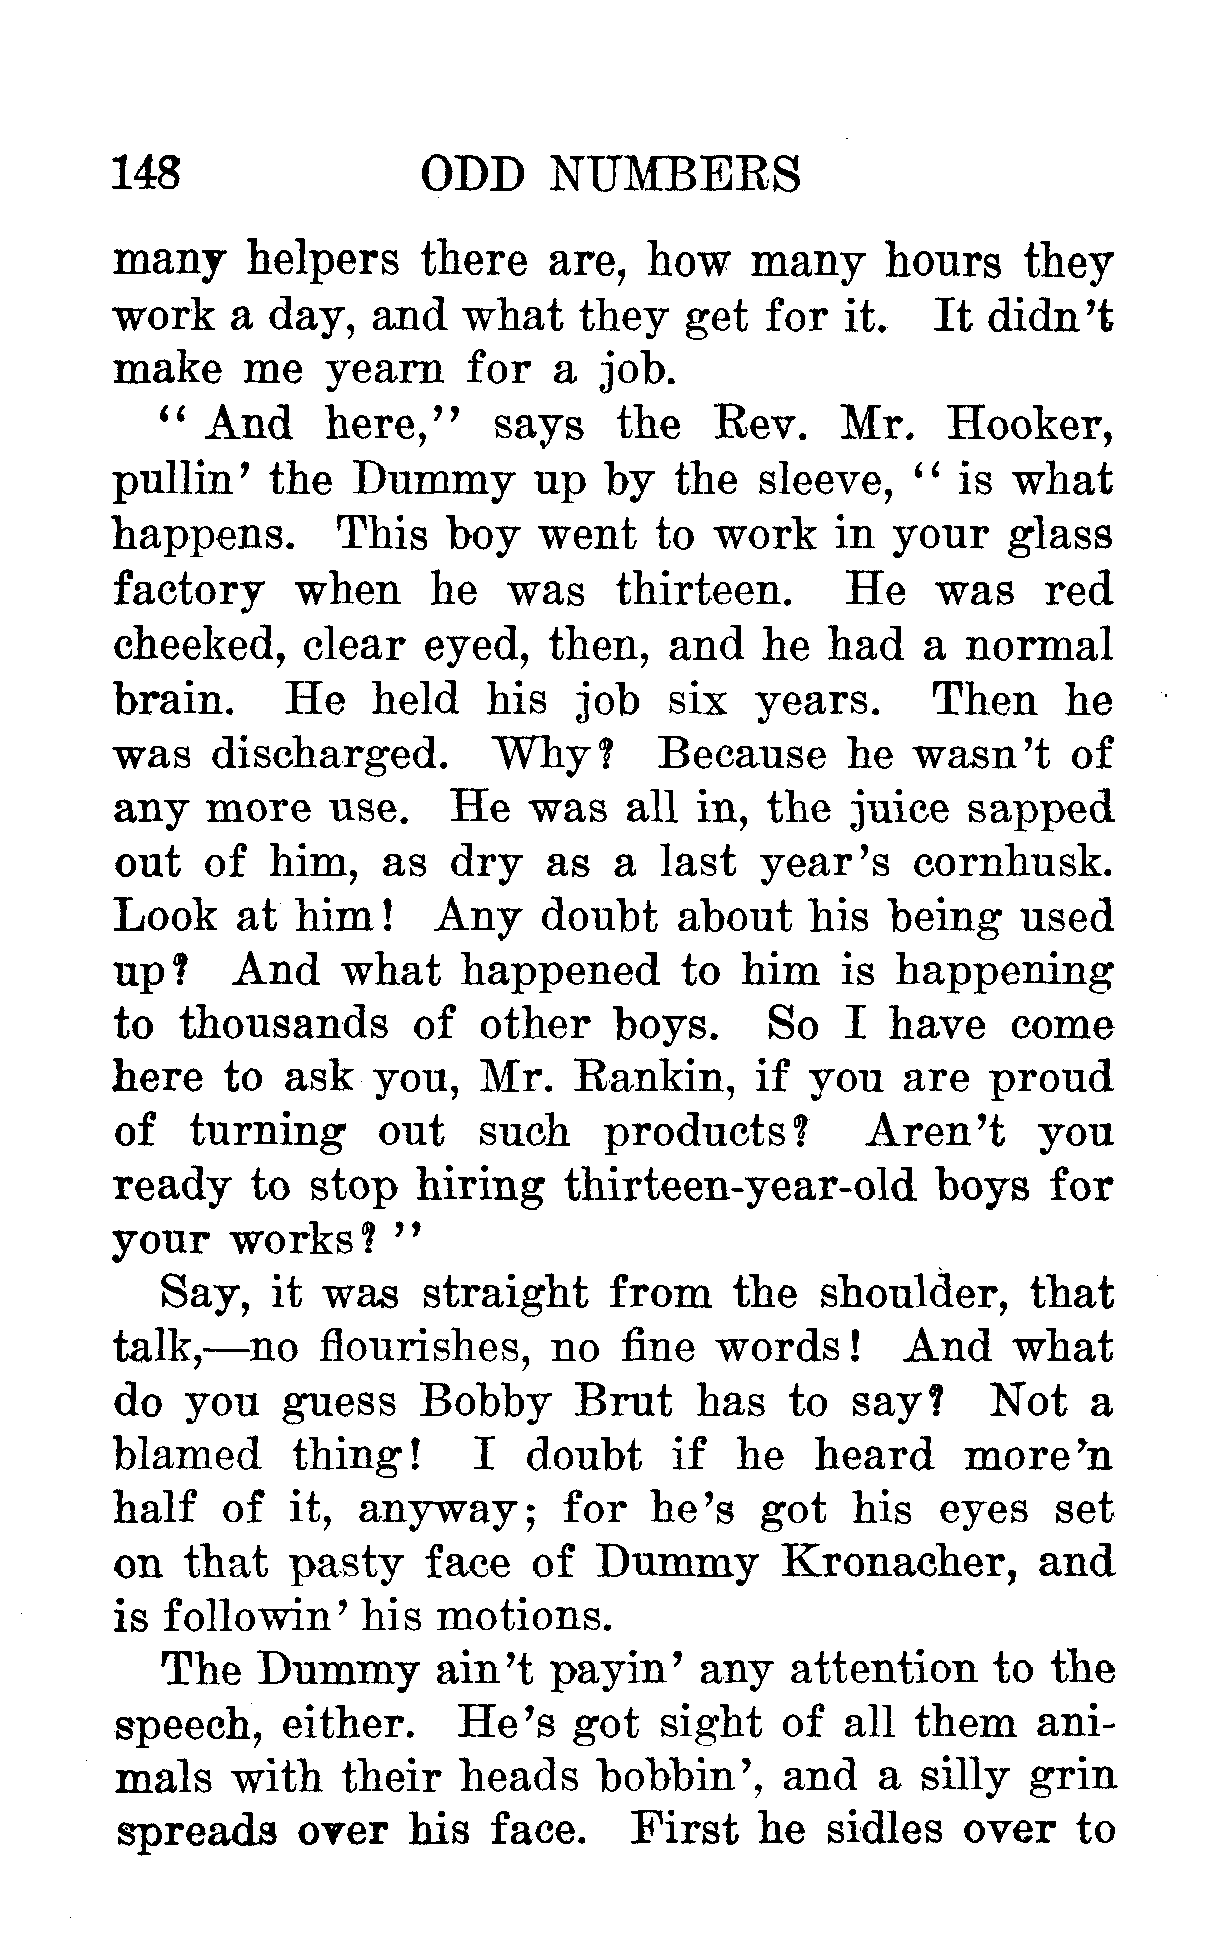 148 ODD NUMBERS
many helpers there are, how many hours they
work a day, and what they get for it. It didn't
make me yearn for a job.
"And here," says the Rev. Mr. Hooker,
pullin' the Dummy up by the sleeve, "is what
happens. This boy went to work in your glass
factory when he was thirteen. He was red
cheeked, clear eyed, then, and he had a normal
brain. He held his job six years. Then he
was discharged. Why? Because he wasn't of
any more use. He was all in, the juice sapped
out of him, as dry as a last year's cornhusk.
Look at him! Any doubt about his being used
up? And what happened to him is happening
to thousands of other boys. So I have come
here to ask you, Mr. Rankin, if you are proud
of turning out such products? Aren't you
ready to stop hiring thirteen-year-old boys for
your works?"
Say, it was straight from the shoulder, that
talk,—no flourishes, no fine words! And what
do you guess Bobby Brut has to say? Not a
blamed thing! I doubt if he heard more'n
half of it, anyway; for he's got his eyes set
on that pasty face of Dummy Kronacher, and
is followin' his motions.
The Dummy ain't payin' any attention to the
speech, either. He's got sight of all them ani-
mals with their heads bobbin', and a silly grin
spreads over his face. First he sidles over to